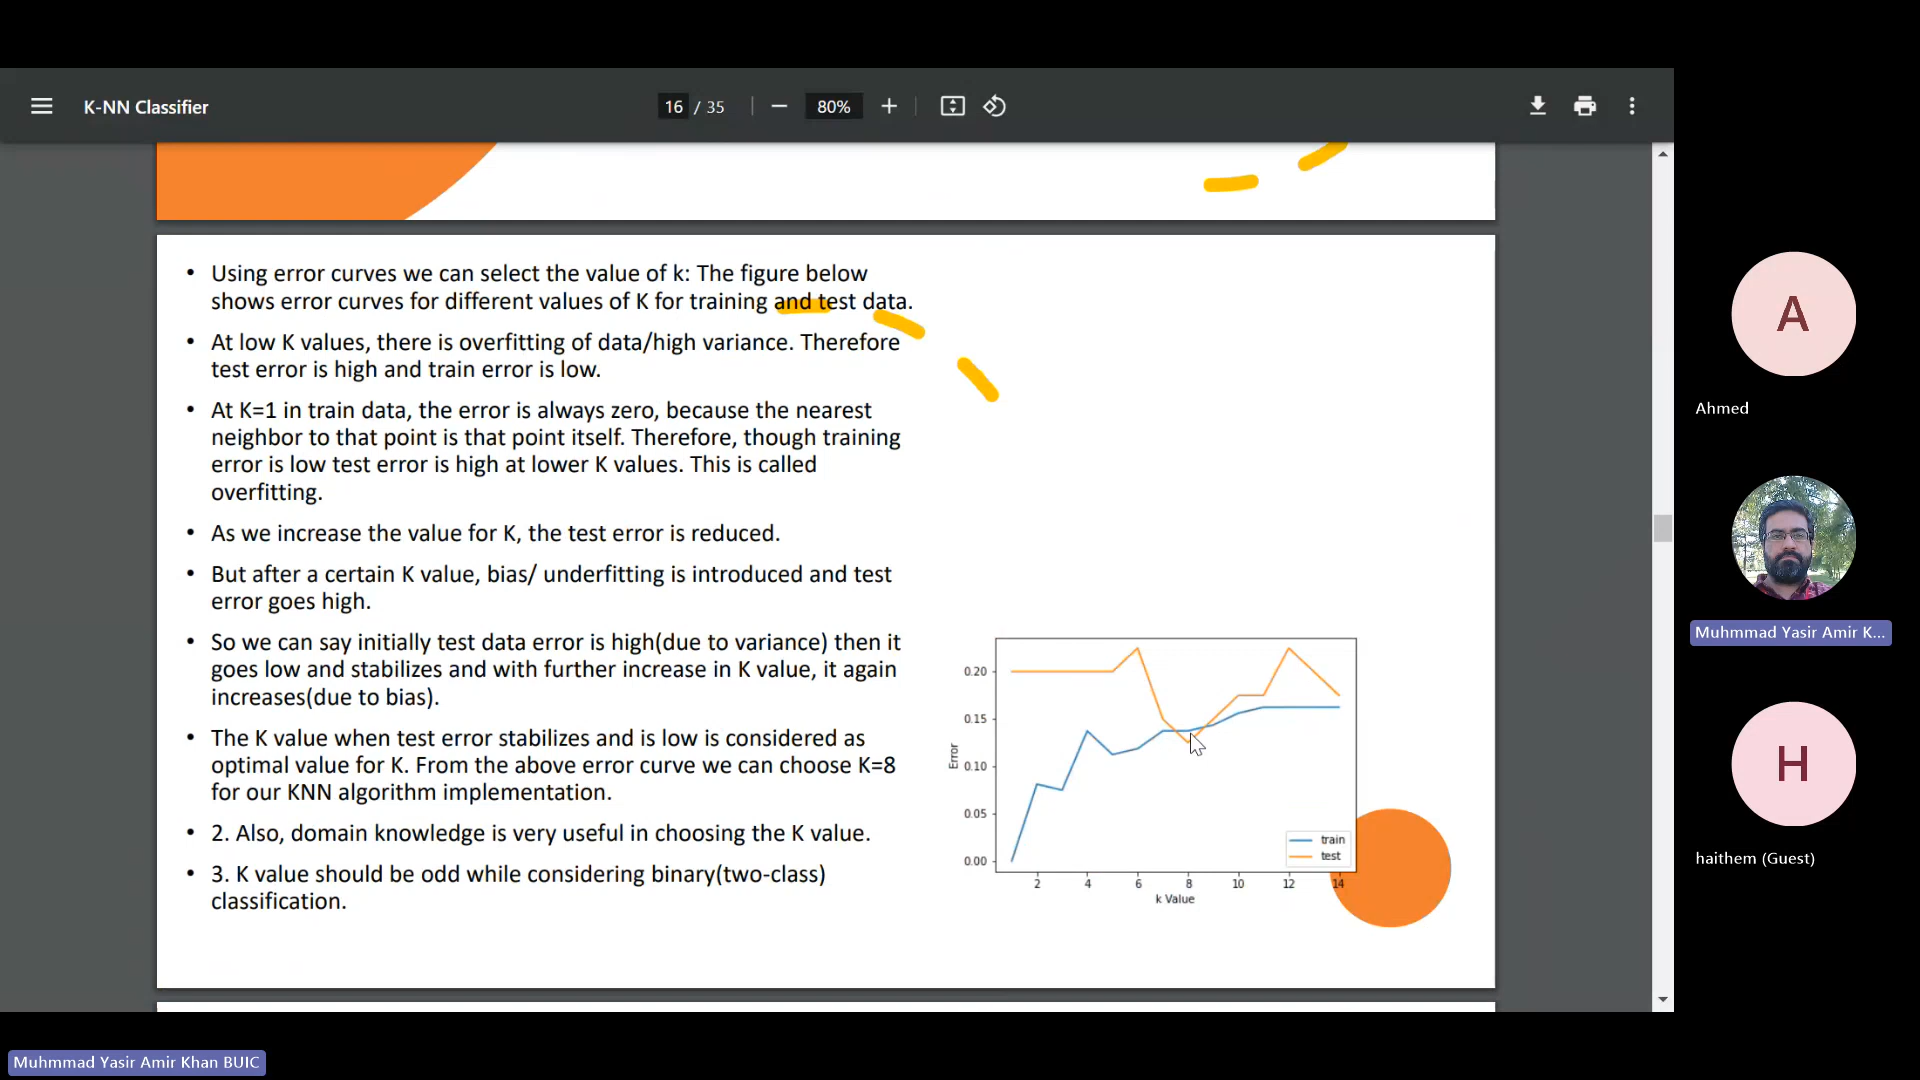 K-NN Classifier
16 / 35
80%
• Using error curves we can select the value of k: The figure below
shows error curves for different values of K for training and test data.
• At low K values, there is overfitting of data/high variance. Therefore
test error is high and train error is low.
• At K=1 in train data, the error is always zero, because the nearest
neighbor to that point is that point itself. Therefore, though training
error is low test error is high at lower K values. This is called
overfitting.
• As we increase the value for K, the test error is reduced.
• But after a certain K value, bias/ underfitting is introduced and test
error goes high.
• So we can say initially test data error is high(due to variance) then it
goes low and stabilizes and with further increase in K value, it again
increases(due to bias).
• The K value when test error stabilizes and is low is considered as
optimal value for K. From the above error curve we can choose K=8
for our KNN algorithm implementation.
• 2. Also, domain knowledge is very useful in choosing the K value.
• 3. K value should be odd while considering binary(two-class)
classification.
0.20
0.15
0.10
0.05
0.00
Error
train
test
2 4 6 8 10 12 14
k Value
A
Ahmed
Muhmmad Yasir Amir K...
H
haithem (Guest)
Muhmmad Yasir Amir Khan BUIC